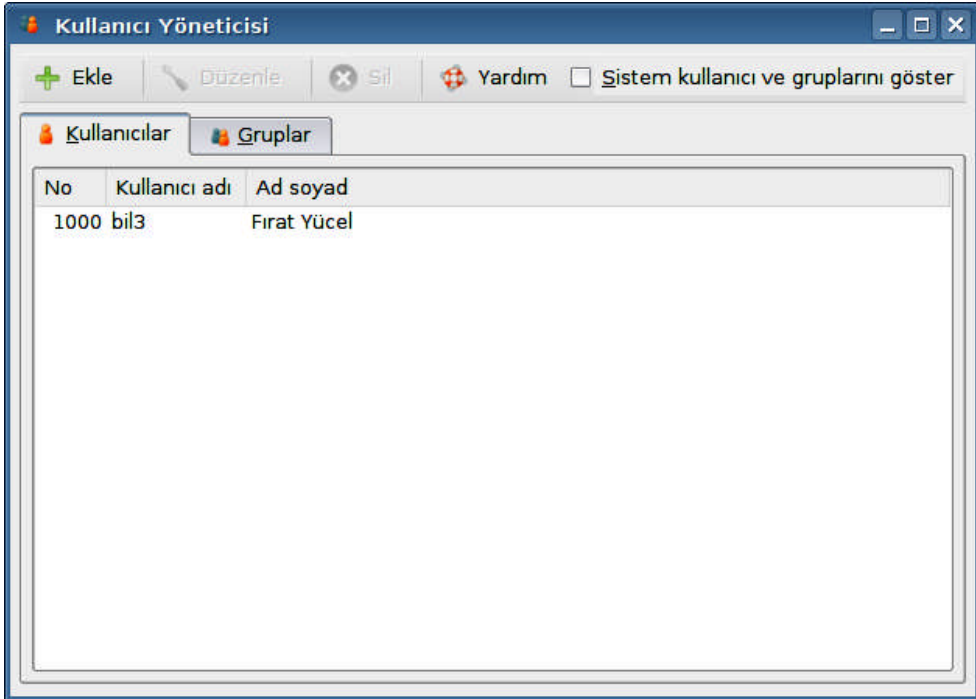 Kullanıcı Yöneticisi
Ekle Düzenle Sil Yardım Sistem kullanıcı ve gruplarını göster
Kullanıcılar Gruplar
No Kullanıcı adı Ad soyad
1000 bil3 Fırat Yücel